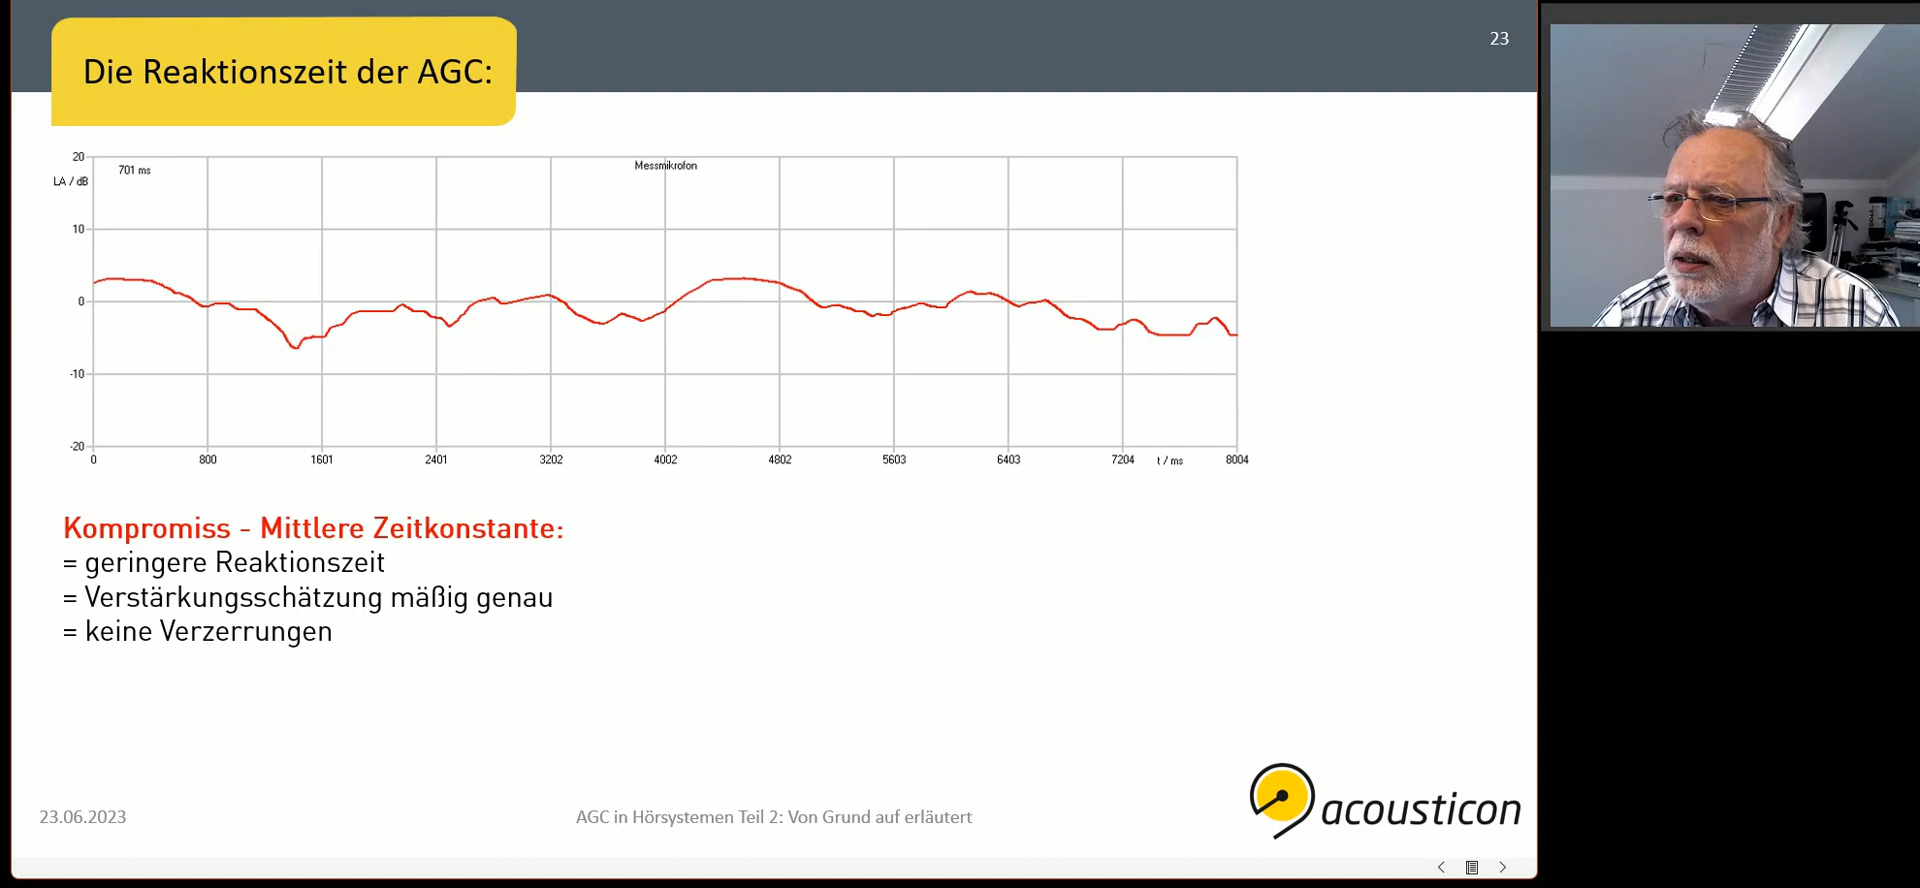 23
Die Reaktionszeit der AGC:
20
701 ms
Messmikrofon
LA / dB
10
0
-10
-20
0 800 1601 2401 3202 4002 4802 5603 6403 7204 t / ms 8004
Kompromiss - Mittlere Zeitkonstante:
= geringere Reaktionszeit
= Verstärkungsschätzung mäßig genau
= keine Verzerrungen
23.06.2023
AGC in Hörsystemen Teil 2: Von Grund auf erläutert
acousticon